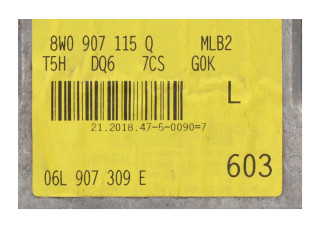 8W0 907 115 Q MLB2
T5H DQ6 7CS G0K
L
21.2018.47-5-0090=7
603
06L 907 309 E